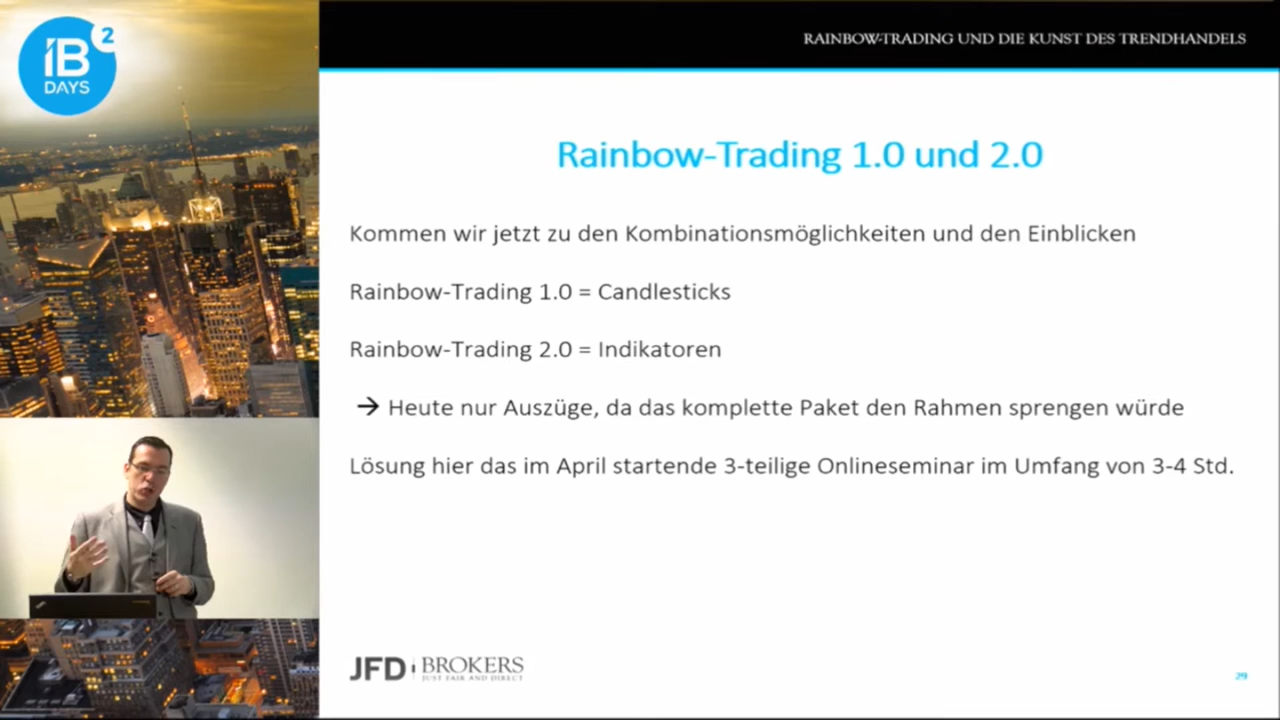 iB 2
DAYS
RAINBOW-TRADING UND DIE KUNST DES TRENDHANDELS
Rainbow-Trading 1.0 und 2.0
Kommen wir jetzt zu den Kombinationsmöglichkeiten und den Einblicken
Rainbow-Trading 1.0 = Candlesticks
Rainbow-Trading 2.0 = Indikatoren
→ Heute nur Auszüge, da das komplette Paket den Rahmen sprengen würde
Lösung hier das im April startende 3-teilige Onlineseminar im Umfang von 3-4 Std.
JFD BROKERS
JUST FAIR AND DIRECT
29